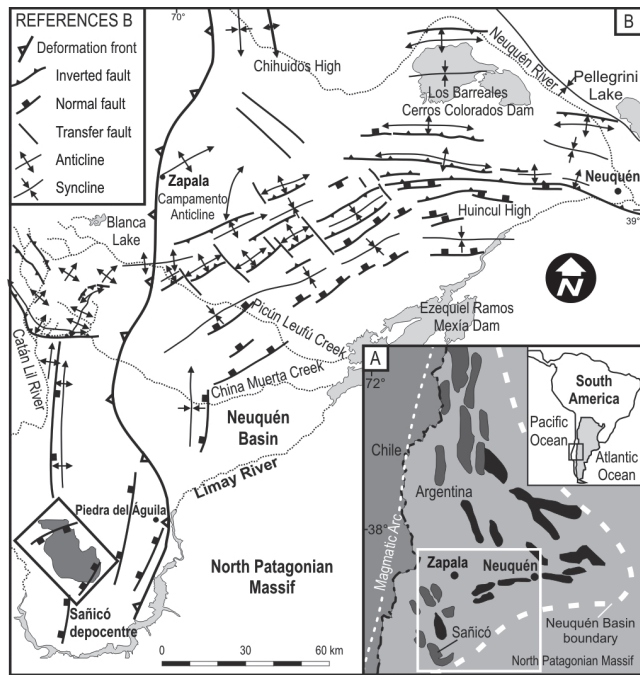 REFERENCES B
Deformation front
Inverted fault
Normal fault
Transfer fault
Anticline
Syncline
70°
B
Chihuidos High
Neuquén River
Pellegrini
Lake
Los Barreales
Cerros Colorados Dam
Zapala
Campamento
Anticline
Neuquén
39°
Huincul High
Blanca
Lake
N
Picún Leufú Creek
Ezequiel Ramos
Mexía Dam
Catán Lil River
China Muerta Creek
Neuquén
Basin
Limay River
Piedra del Águila
North Patagonian
Massif
Sañicó
depocentre
0 30 60 km
A
72°
South
America
Pacific
Ocean
Atlantic
Ocean
Chile
Argentina
-38°
Magmatic Arc
Zapala
Neuquén
Sañicó
Neuquén Basin
boundary
North Patagonian Massif